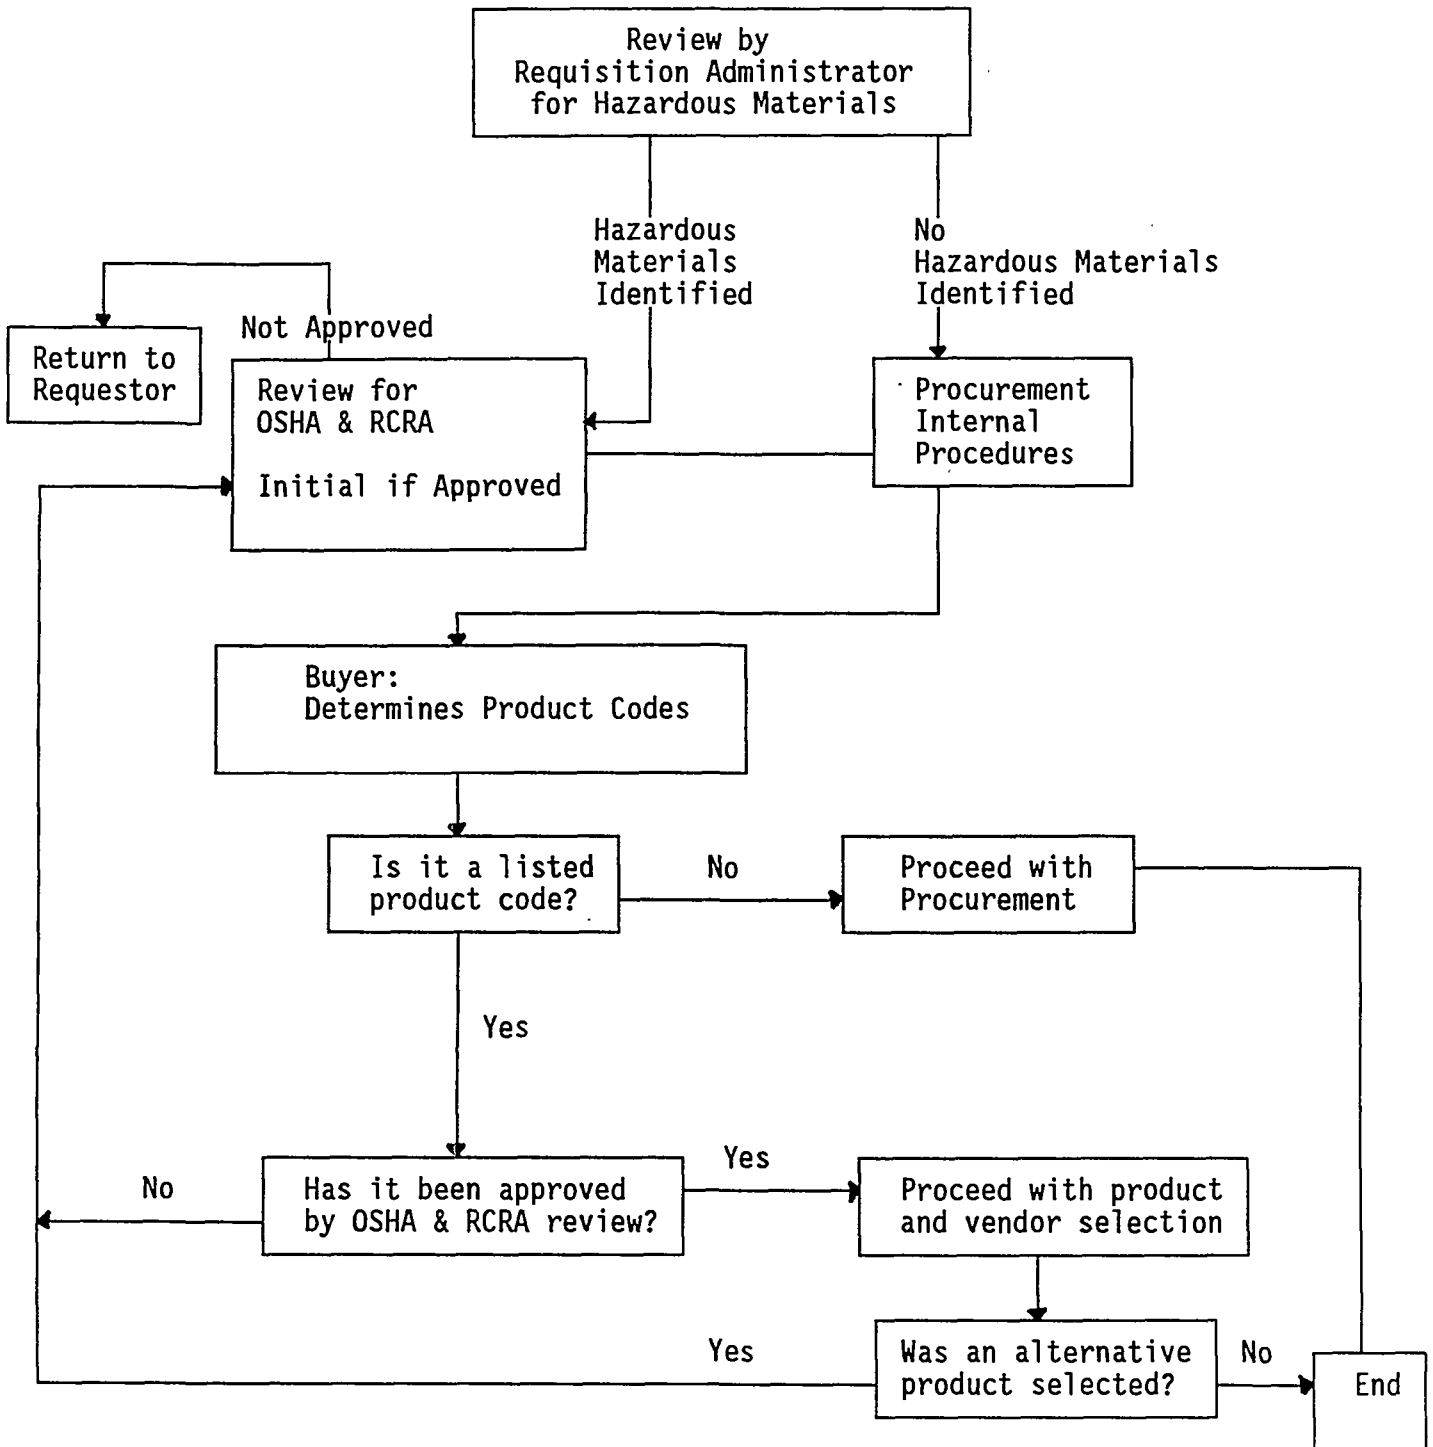 Review by
Requisition Administrator
for Hazardous Materials
Hazardous
Materials
Identified
No
Hazardous Materials
Identified
Not Approved
Return to
Requestor
Review for
OSHA & RCRA
Initial if Approved
Procurement
Internal
Procedures
Buyer:
Determines Product Codes
Is it a listed
product code?
No
Proceed with
Procurement
Yes
No
Has it been approved
by OSHA & RCRA review?
Yes
Proceed with product
and vendor selection
Yes
Was an alternative
product selected?
No
End